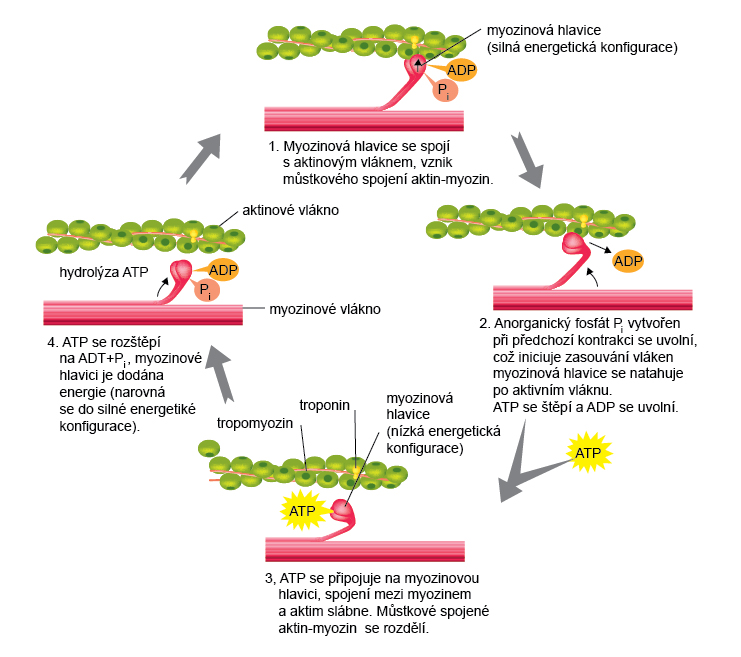 myozinová hlavice
(silná energetická konfigurace)
ADP
Pi
1. Myozinová hlavice se spojí
s aktinovým vláknem, vznik
můstkového spojení aktin-myozin.
aktinové vlákno
hydrolýza ATP
ADP
Pi
myozinové vlákno
ADP
2. Anorganický fosfát Pi vytvořen
při předchozí kontrakci se uvolní,
což iniciuje zasouvání vláken
myozinová hlavice se natahuje
po aktivním vláknu.
ATP se štěpí a ADP se uvolní.
4. ATP se rozštěpí
na ADT+Pi, myozinové
hlavici je dodána
energie (narovná
se do silné energetiké
konfigurace).
troponin
tropomyozin
myozinová
hlavice
(nízká energetická
konfigurace)
ATP
ATP
3, ATP se připojuje na myozinovou
hlavici, spojení mezi myozinem
a aktim slábne. Můstkové spojené
aktin-myozin se rozdělí.